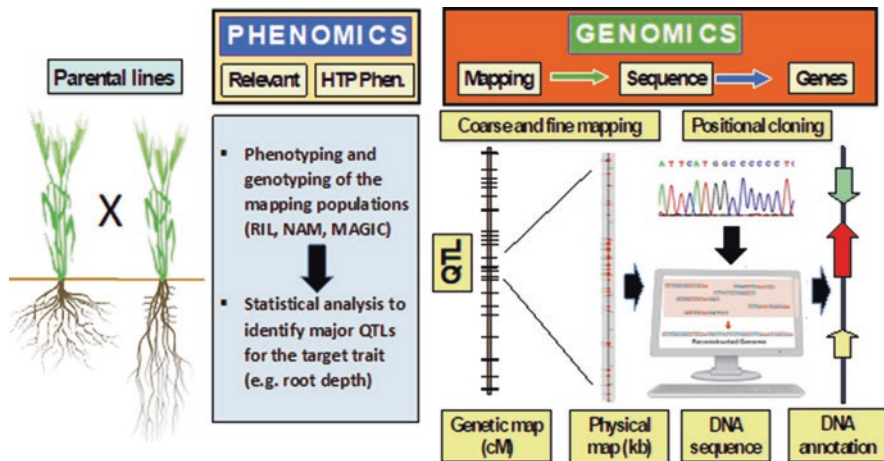 Parental lines
X
PHENOMICS
Relevant
HTP Phen.
▪ Phenotyping and
genotyping of the
mapping populations
(RIL, NAM, MAGIC)
▪ Statistical analysis to
identify major QTLs
for the target trait
(e.g. root depth)
GENOMICS
Mapping
Sequence
Genes
Coarse and fine mapping
Positional cloning
QTL
A T T C A T G G C C C C C C T C
Reconstructed Genome
Genetic map
(cM)
Physical
map (kb)
DNA
sequence
DNA
annotation